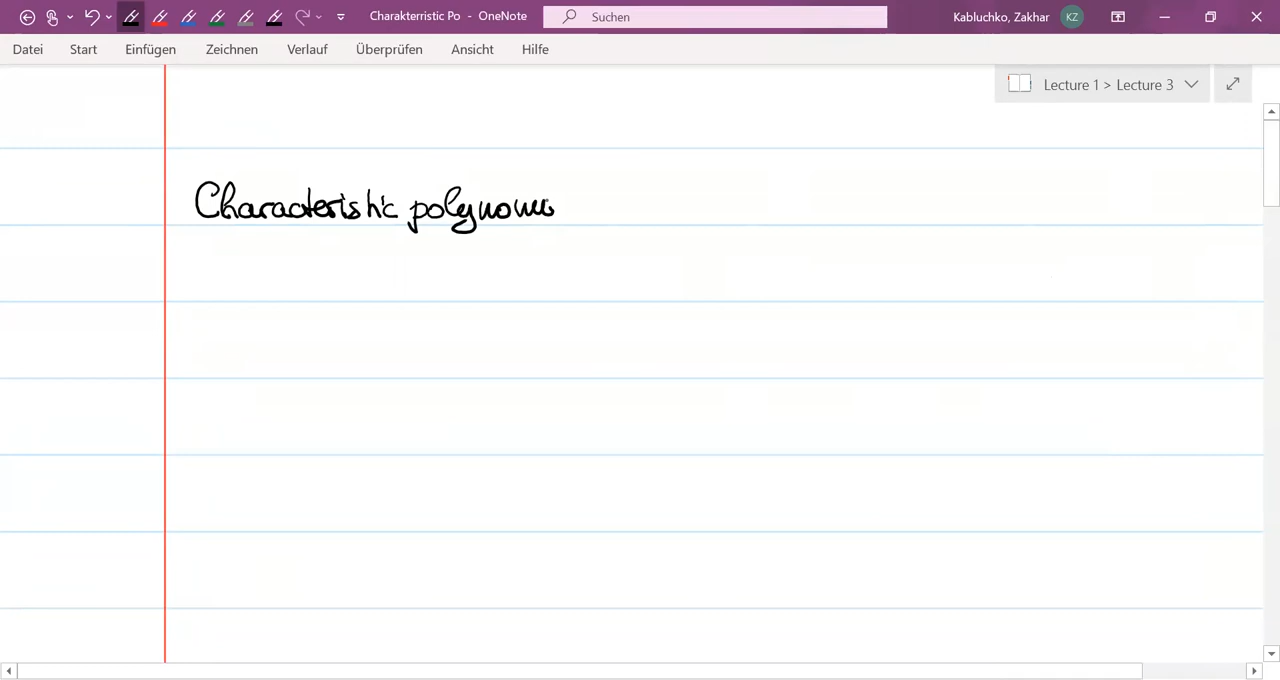 Charakterristic Po - OneNote
Suchen
Kabluchko, Zakhar
KZ
Datei
Start
Einfügen
Zeichnen
Verlauf
Überprüfen
Ansicht
Hilfe
Lecture 1 > Lecture 3
Characteristic polynomi